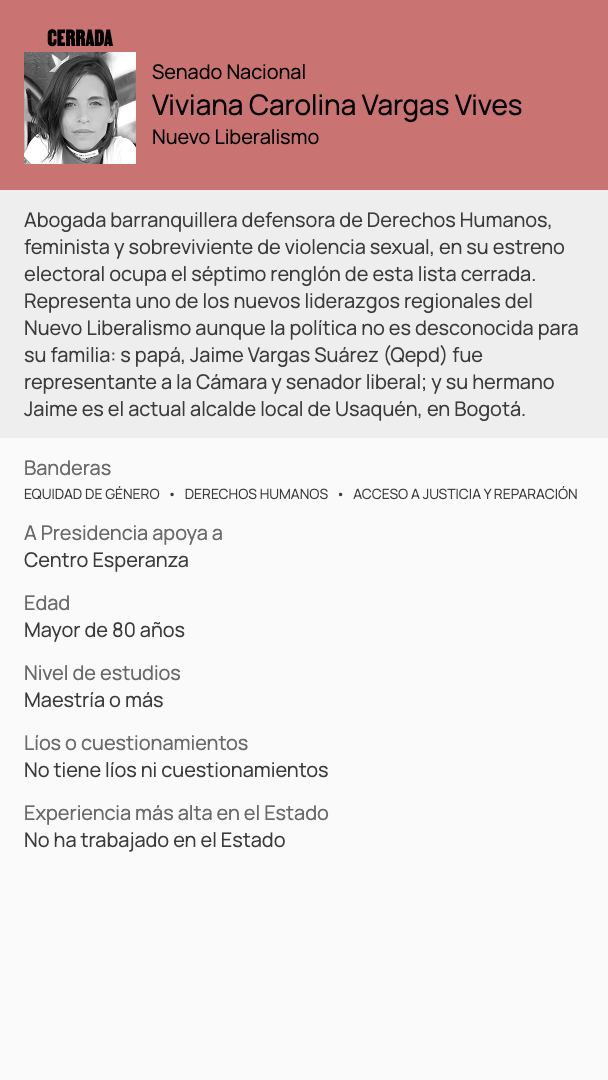 CERRADA
Senado Nacional
Viviana Carolina Vargas Vives
Nuevo Liberalismo
Abogada barranquillera defensora de Derechos Humanos,
feminista y sobreviviente de violencia sexual, en su estreno
electoral ocupa el séptimo renglón de esta lista cerrada.
Representa uno de los nuevos liderazgos regionales del
Nuevo Liberalismo aunque la política no es desconocida para
su familia: s papá, Jaime Vargas Suárez (Qepd) fue
representante a la Cámara y senador liberal; y su hermano
Jaime es el actual alcalde local de Usaquén, en Bogotá.
Banderas
EQUIDAD DE GÉNERO • DERECHOS HUMANOS • ACCESO A JUSTICIA Y REPARACIÓN
A Presidencia apoya a
Centro Esperanza
Edad
Mayor de 80 años
Nivel de estudios
Maestría o más
Líos o cuestionamientos
No tiene líos ni cuestionamientos
Experiencia más alta en el Estado
No ha trabajado en el Estado